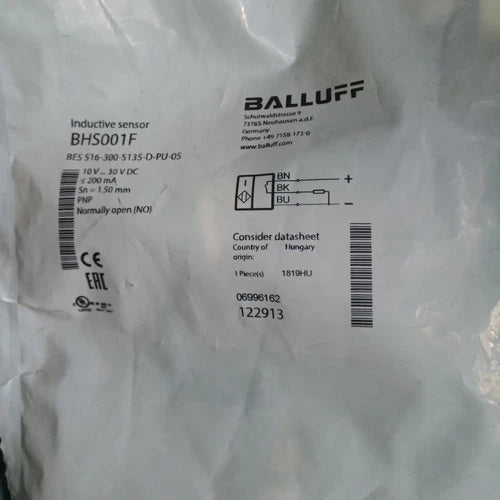 Inductive sensor
BHS001F
BES 516-300-S135-D-PU-05
10 V... 30 V DC
≤ 200 mA
Sn = 1.50 mm
PNP
Normally open (NO)
CE
EAC
UL
BALLUFF
Schurwaldstrasse 9
73765 Neuhausen a.d.F.
Germany
Phone +49 7158 173-0
www.balluff.com
BN
+
BK
BU
−
Consider datasheet
Country of Hungary
origin:
1 Piece(s) 1819HU
06996162
122913